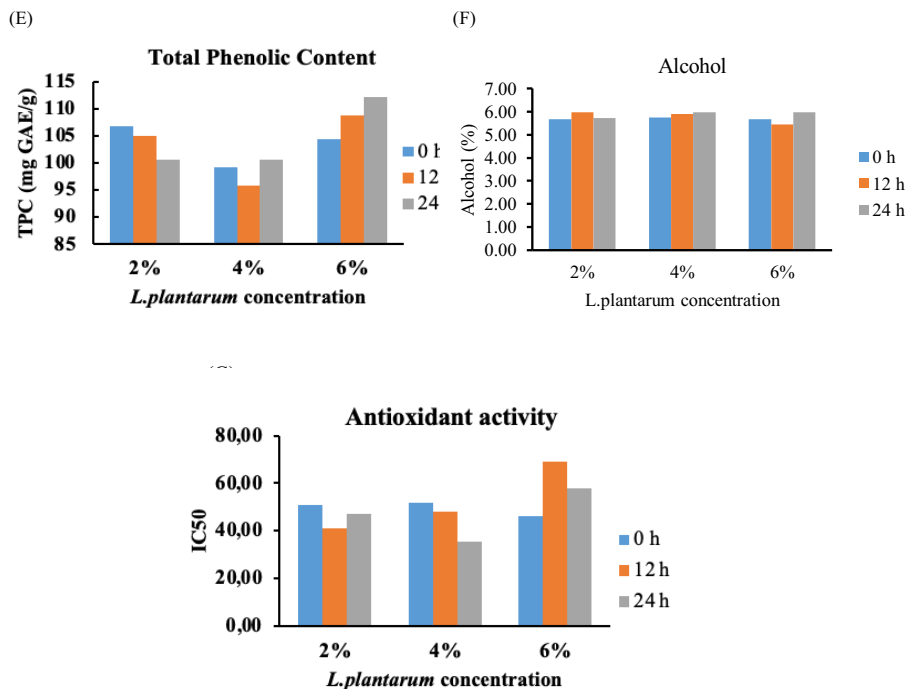 (E)
Total Phenolic Content
TPC (mg GAE/g)
115
110
105
100
95
90
85
0 h
12
24
2% 4% 6%
L.plantarum concentration
(F)
Alcohol
Alcohol (%)
7.00
6.00
5.00
4.00
3.00
2.00
1.00
0.00
0 h
12 h
24 h
2% 4% 6%
L.plantarum concentration
Antioxidant activity
IC50
80,00
60,00
40,00
20,00
0,00
0 h
12 h
24 h
2% 4% 6%
L.plantarum concentration